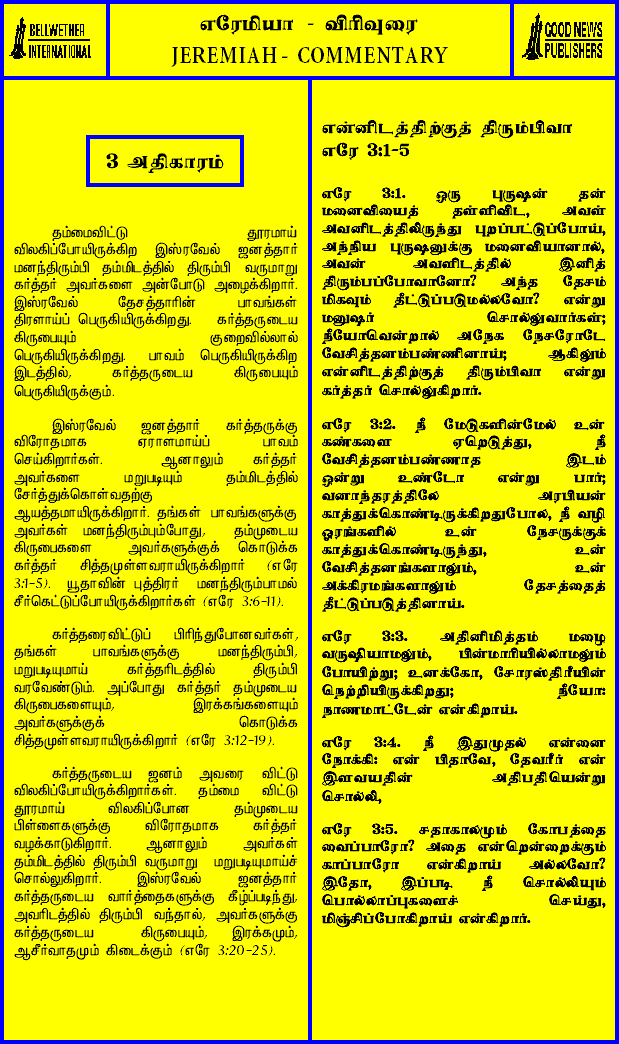 BELLWETHER
INTERNATIONAL
எரேமியா - விரிவுரை
JEREMIAH - COMMENTARY
GOOD NEWS
PUBLISHERS
3 அதிகாரம்
தம்மைவிட்டு தூரமாய்
விலகிப்போயிருக்கிற இஸ்ரவேல் ஜனத்தார்
மனந்திரும்பி தம்மிடத்தில் திரும்பி வருமாறு
கர்த்தர் அவர்களை அன்போடு அழைக்கிறார்.
இஸ்ரவேல் தேசத்தாரின் பாவங்கள்
திரளாய்ப் பெருகியிருக்கிறது. கர்த்தருடைய
கிருபையும் குறைவில்லால்
பெருகியிருக்கிறது. பாவம் பெருகியிருக்கிற
இடத்தில், கர்த்தருடைய கிருபையும்
பெருகியிருக்கும்.
இஸ்ரவேல் ஜனத்தார் கர்த்தருக்கு
விரோதமாக ஏராளமாய்ப் பாவம்
செய்கிறார்கள். ஆனாலும் கர்த்தர்
அவர்களை மறுபடியும் தம்மிடத்தில்
சேர்த்துக்கொள்வதற்கு
ஆயத்தமாயிருக்கிறார். தங்கள் பாவங்களுக்கு
அவர்கள் மனந்திரும்பும்போது, தம்முடைய
கிருபைகளை அவர்களுக்குக் கொடுக்க
கர்த்தர் சித்தமுள்ளவராயிருக்கிறார் (எரே
3:1-5). யூதாவின் புத்திரர் மனந்திரும்பாமல்
சீர்கெட்டுப்போயிருக்கிறார்கள் (எரே 3:6-11).
கர்த்தரைவிட்டுப் பிரிந்துபோனவர்கள்,
தங்கள் பாவங்களுக்கு மனந்திரும்பி,
மறுபடியுமாய் கர்த்தரிடத்தில் திரும்பி
வரவேண்டும். அப்போது கர்த்தர் தம்முடைய
கிருபைகளையும், இரக்கங்களையும்
அவர்களுக்குக் கொடுக்க
சித்தமுள்ளவராயிருக்கிறார் (எரே 3:12-19).
கர்த்தருடைய ஜனம் அவரை விட்டு
விலகிப்போயிருக்கிறார்கள். தம்மை விட்டு
தூரமாய் விலகிப்போன தம்முடைய
பிள்ளைகளுக்கு விரோதமாக கர்த்தர்
வழக்காடுகிறார். ஆனாலும் அவர்கள்
தம்மிடத்தில் திரும்பி வருமாறு மறுபடியுமாய்ச்
சொல்லுகிறார். இஸ்ரவேல் ஜனத்தார்
கர்த்தருடைய வார்த்தைகளுக்கு கீழ்ப்படிந்து,
அவரிடத்தில் திரும்பி வந்தால், அவர்களுக்கு
கர்த்தருடைய கிருபையும், இரக்கமும்,
ஆசீர்வாதமும் கிடைக்கும் (எரே 3:20-25).
என்னிடத்திற்குத் திரும்பிவா
எரே 3:1-5
எரே 3:1. ஒரு புருஷன் தன்
மனைவியைத் தள்ளிவிட, அவள்
அவனிடத்திலிருந்து புறப்பட்டுப்போய்,
அந்நிய புருஷனுக்கு மனைவியானால்,
அவன் அவளிடத்தில் இனித்
திரும்பப்போவானோ? அந்த தேசம்
மிகவும் தீட்டுப்படுமல்லவோ? என்று
மனுஷர் சொல்லுவார்கள்;
நீயோவென்றால் அநேக நேசரோடே
வேசித்தனம்பண்ணினாய்; ஆகிலும்
என்னிடத்திற்குத் திரும்பிவா என்று
கர்த்தர் சொல்லுகிறார்.
எரே 3:2. நீ மேடுகளின்மேல் உன்
கண்களை ஏறெடுத்து, நீ
வேசித்தனம்பண்ணாத இடம்
ஒன்று உண்டோ என்று பார்;
வனாந்தரத்திலே அரபியன்
காத்துக்கொண்டிருக்கிறதுபோல, நீ வழி
ஓரங்களில் உன் நேசருக்குக்
காத்துக்கொண்டிருந்து, உன்
வேசித்தனங்களாலும், உன்
அக்கிரமங்களாலும் தேசத்தைத்
தீட்டுப்படுத்தினாய்.
எரே 3:3. அதினிமித்தம் மழை
வருஷியாமலும், பின்மாரியில்லாமலும்
போயிற்று; உனக்கோ, சோரஸ்திரீயின்
நெற்றியிருக்கிறது; நீயோ:
நாணமாட்டேன் என்கிறாய்.
எரே 3:4. நீ இதுமுதல் என்னை
நோக்கி: என் பிதாவே, தேவரீர் என்
இளவயதின் அதிபதியென்று
சொல்லி,
எரே 3:5. சதாகாலமும் கோபத்தை
வைப்பாரோ? அதை என்றென்றைக்கும்
காப்பாரோ என்கிறாய் அல்லவோ?
இதோ, இப்படி நீ சொல்லியும்
பொல்லாப்புகளைச் செய்து,
மிஞ்சிப்போகிறாய் என்கிறார்.